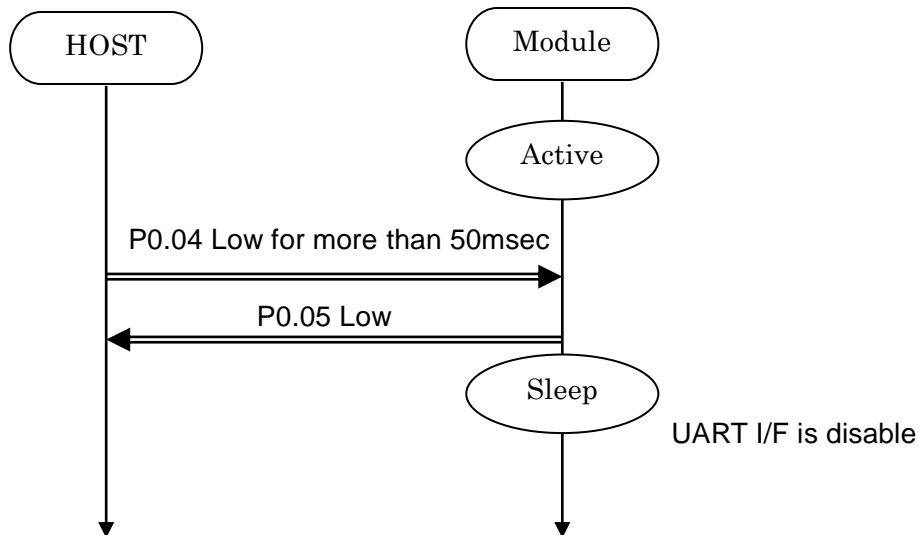 HOST
Module
Active
P0.04 Low for more than 50msec
P0.05 Low
Sleep
UART I/F is disable